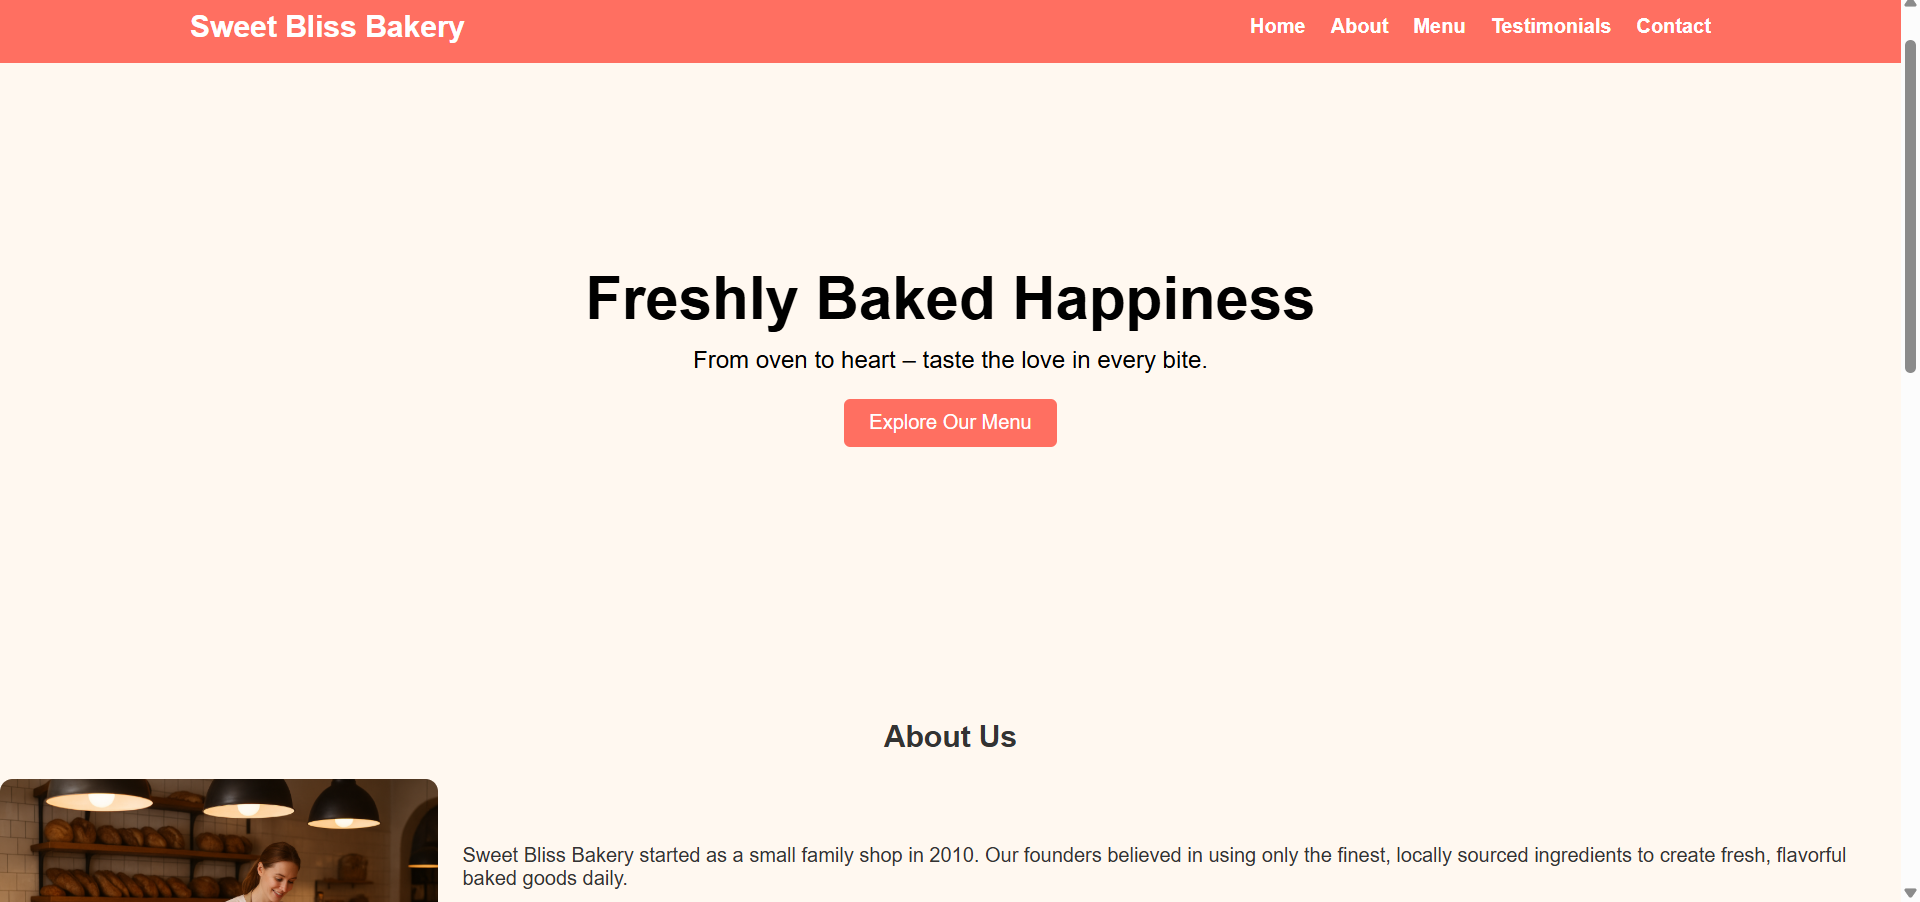 Sweet Bliss Bakery
Home About Menu Testimonials Contact
Freshly Baked Happiness
From oven to heart – taste the love in every bite.
Explore Our Menu
About Us
Sweet Bliss Bakery started as a small family shop in 2010. Our founders believed in using only the finest, locally sourced ingredients to create fresh, flavorful
baked goods daily.